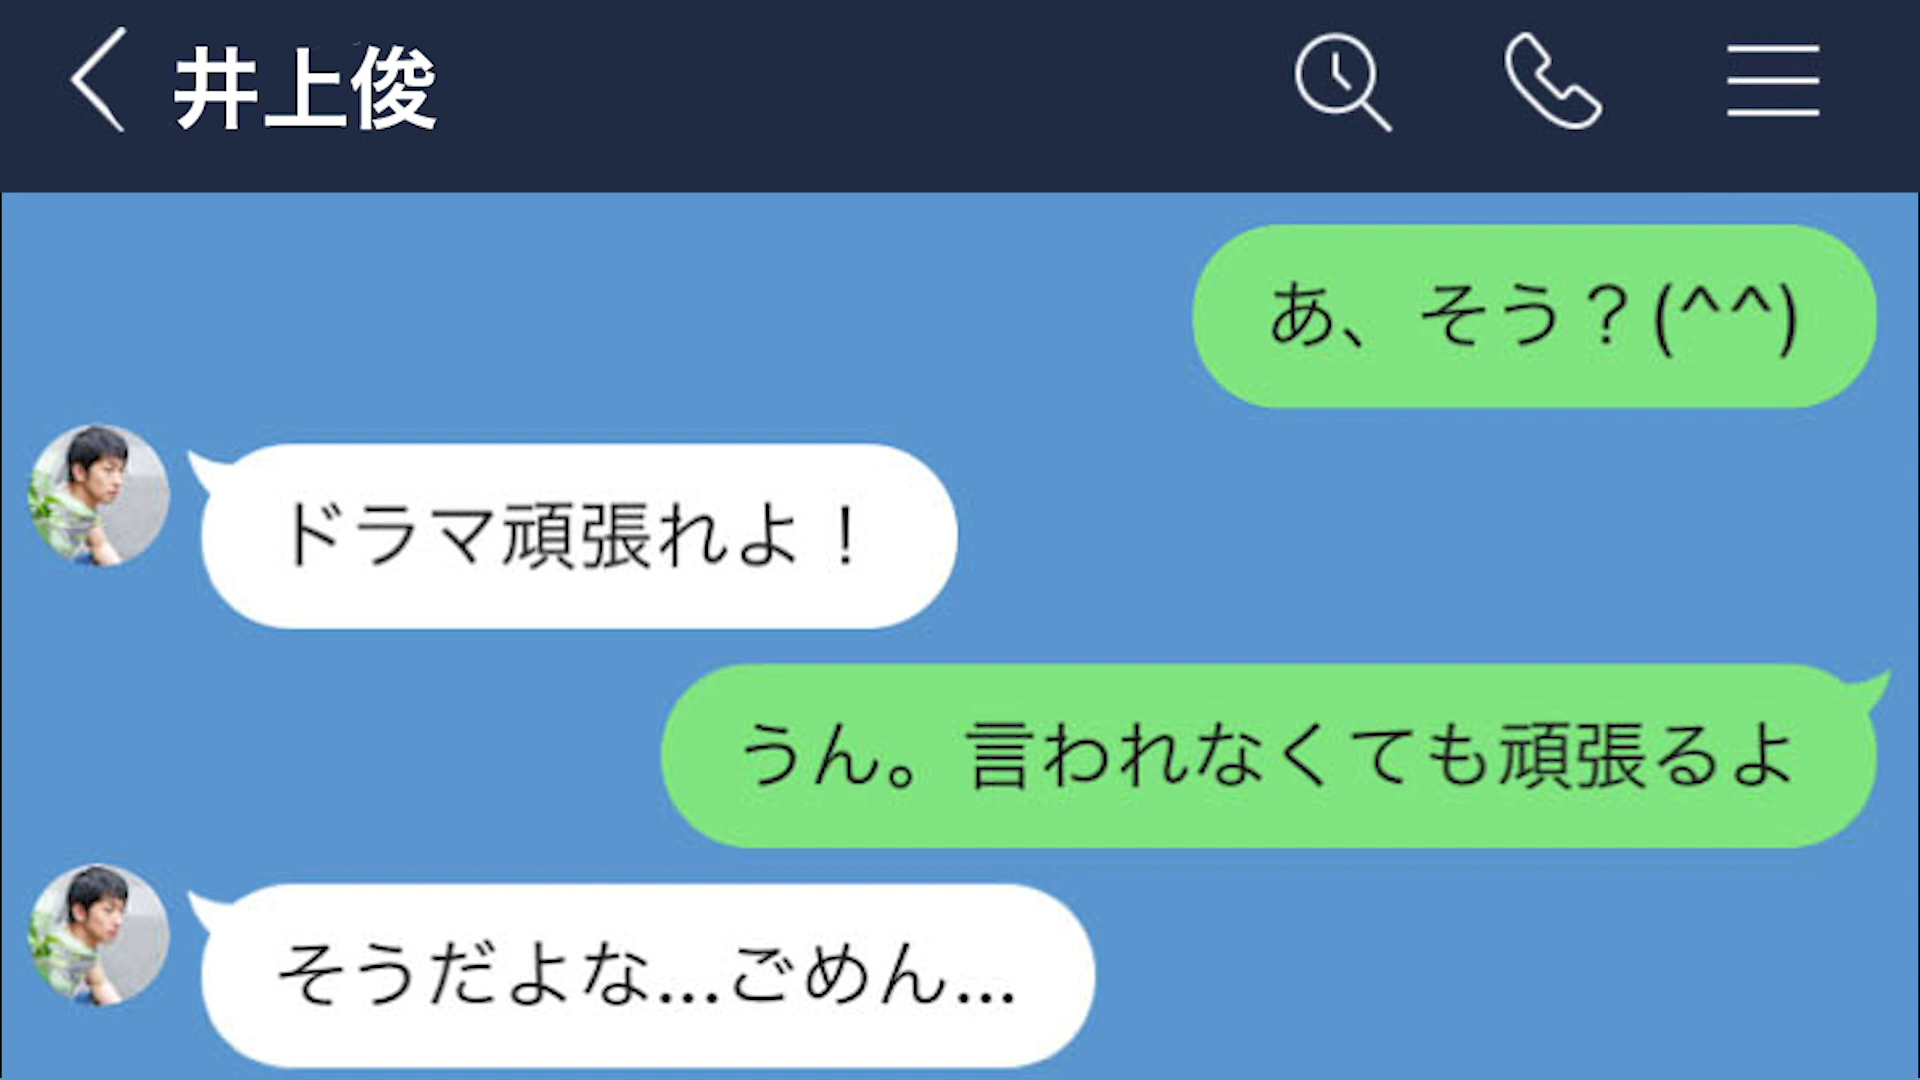 井上俊
あ、そう？(^^)
ドラマ頑張れよ！
うん。言われなくても頑張るよ
そうだよな...ごめん...